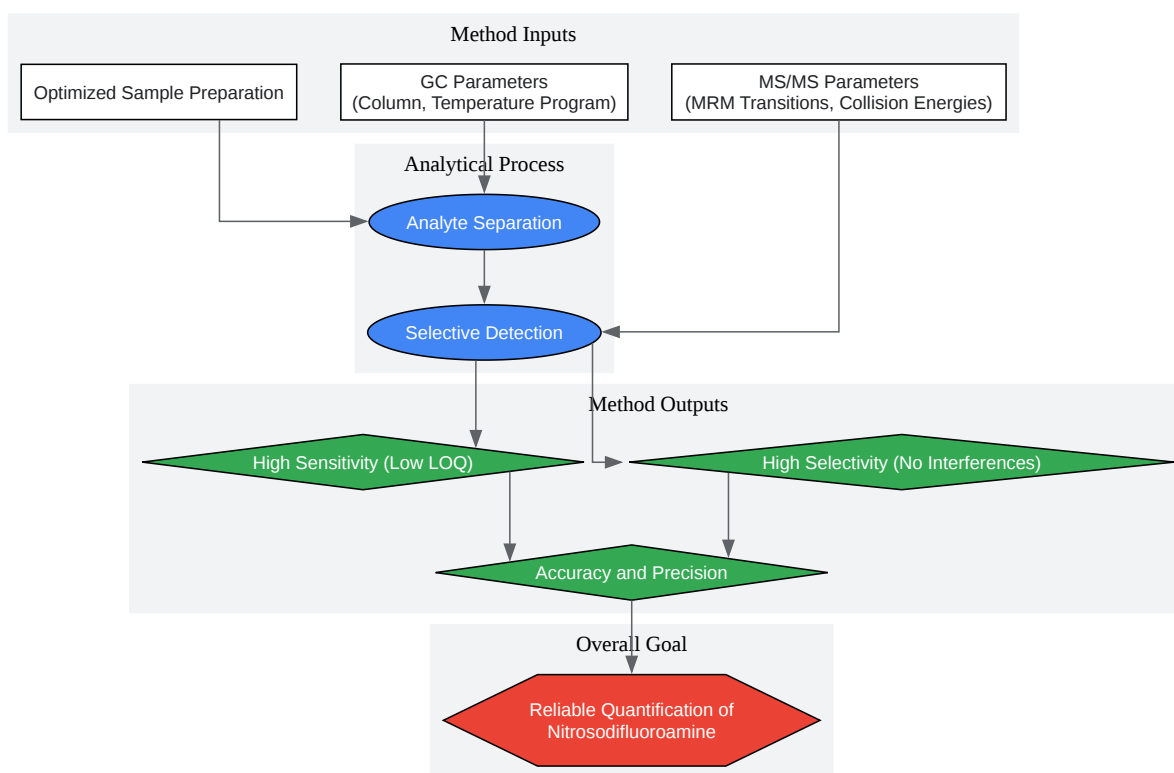 Method Inputs
Optimized Sample Preparation
GC Parameters
(Column, Temperature Program)
MS/MS Parameters
(MRM Transitions, Collision Energies)
Analytical Process
Analyte Separation
Selective Detection
Method Outputs
High Sensitivity (Low LOQ)
High Selectivity (No Interferences)
Accuracy and Precision
Overall Goal
Reliable Quantification of
Nitrosodifluoroamine